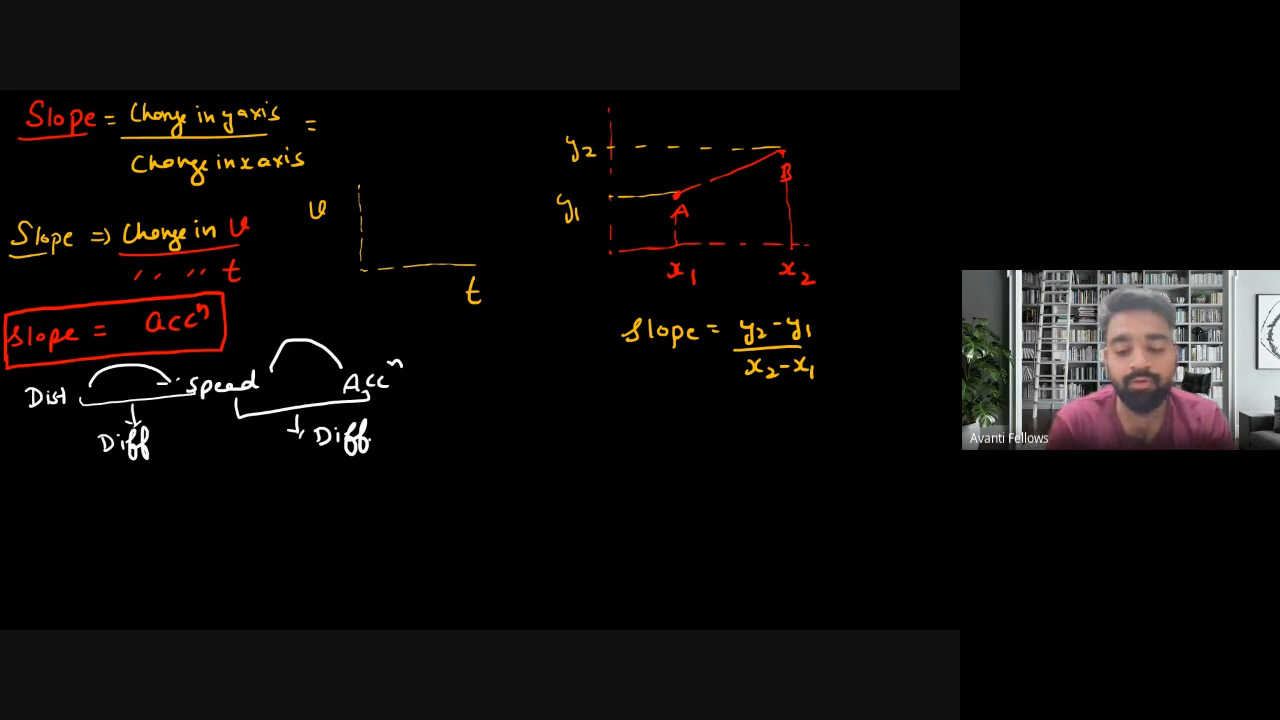 Slope = Change in y axis =
Change in x axis
Slope ⇒ Change in v
" " t
Slope = accⁿ
Dist speed Accⁿ
Diff Diff
v
t
y₂
y₁
A
B
x₁ x₂
Slope = y₂-y₁
x₂-x₁
Avanti Fellows